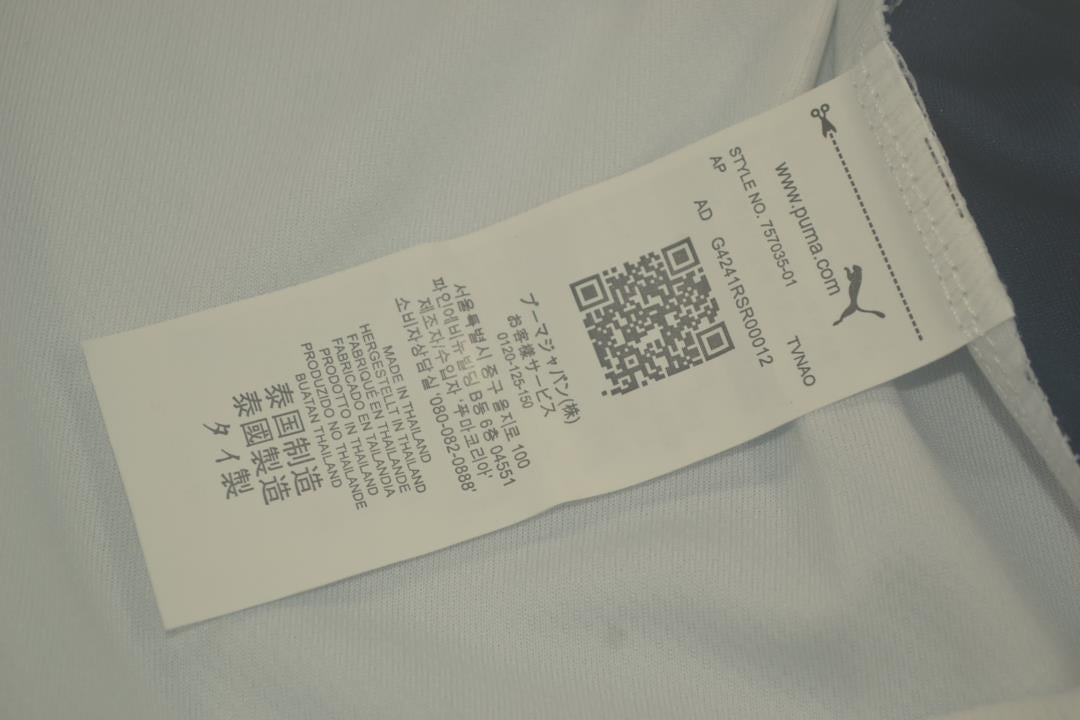 www.puma.com
STYLE NO. 757035-01 TVNAO
AP
AD G4241RSR00012
プーマジャパン(株)
お客様サービス
0120-125-150
서울특별시 중구 을지로 100
파인에비뉴빌딩 B동 6층 04551
제조자/수입자 '푸마코리아'
소비자상담실 '080-082-0888'
MADE IN THAILAND
HERGESTELLT IN THAILAND
FABRIQUÉ EN THAILANDE
FABRICADO EN TAILANDIA
PRODOTTO IN THAILAND
PRODUZIDO NO THAILANDE
BUATAN THAILAND
泰国制造
泰國製造
タイ製